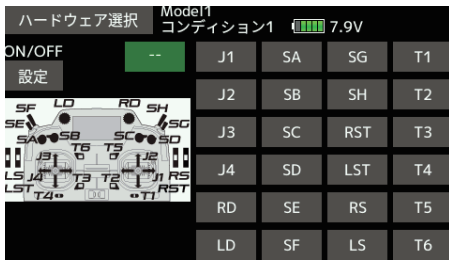 ハードウェア選択
Model1
コンディション1 7.9V
ON/OFF
設定
--
J1 SA SG T1
J2 SB SH T2
J3 SC RST T3
J4 SD LST T4
RD SE RS T5
LD SF LS T6
SF LD RD SH
SE SG
SA SB SC SD
T6 T5
J3 J2
LS J4 T3 T2 J1 RS
LST RST
T4 T1